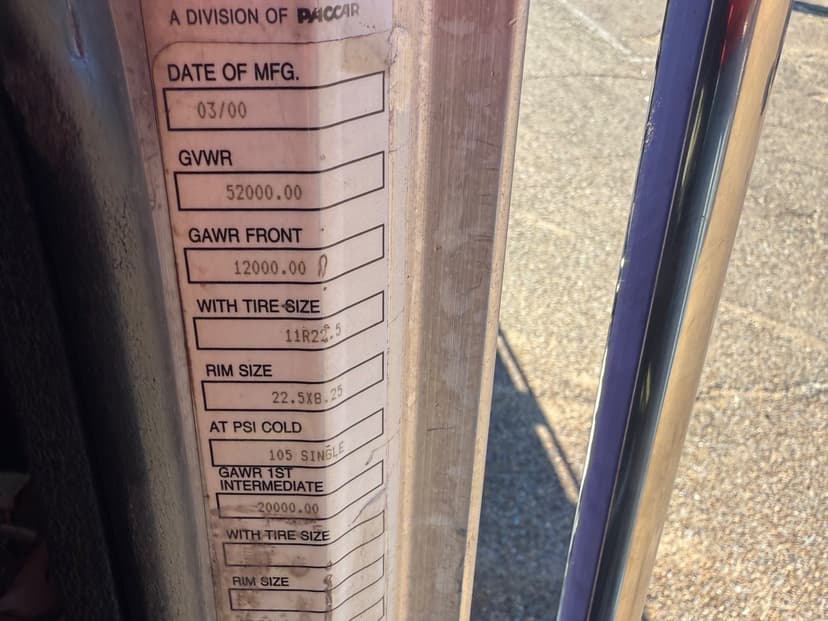 A DIVISION OF PACCAR
DATE OF MFG.
03/00
GVWR
52000.00
GAWR FRONT
12000.00
WITH TIRE SIZE
11R22.5
RIM SIZE
22.5X8.25
AT PSI COLD
105 SINGLE
GAWR 1ST
INTERMEDIATE
20000.00
WITH TIRE SIZE
RIM SIZE